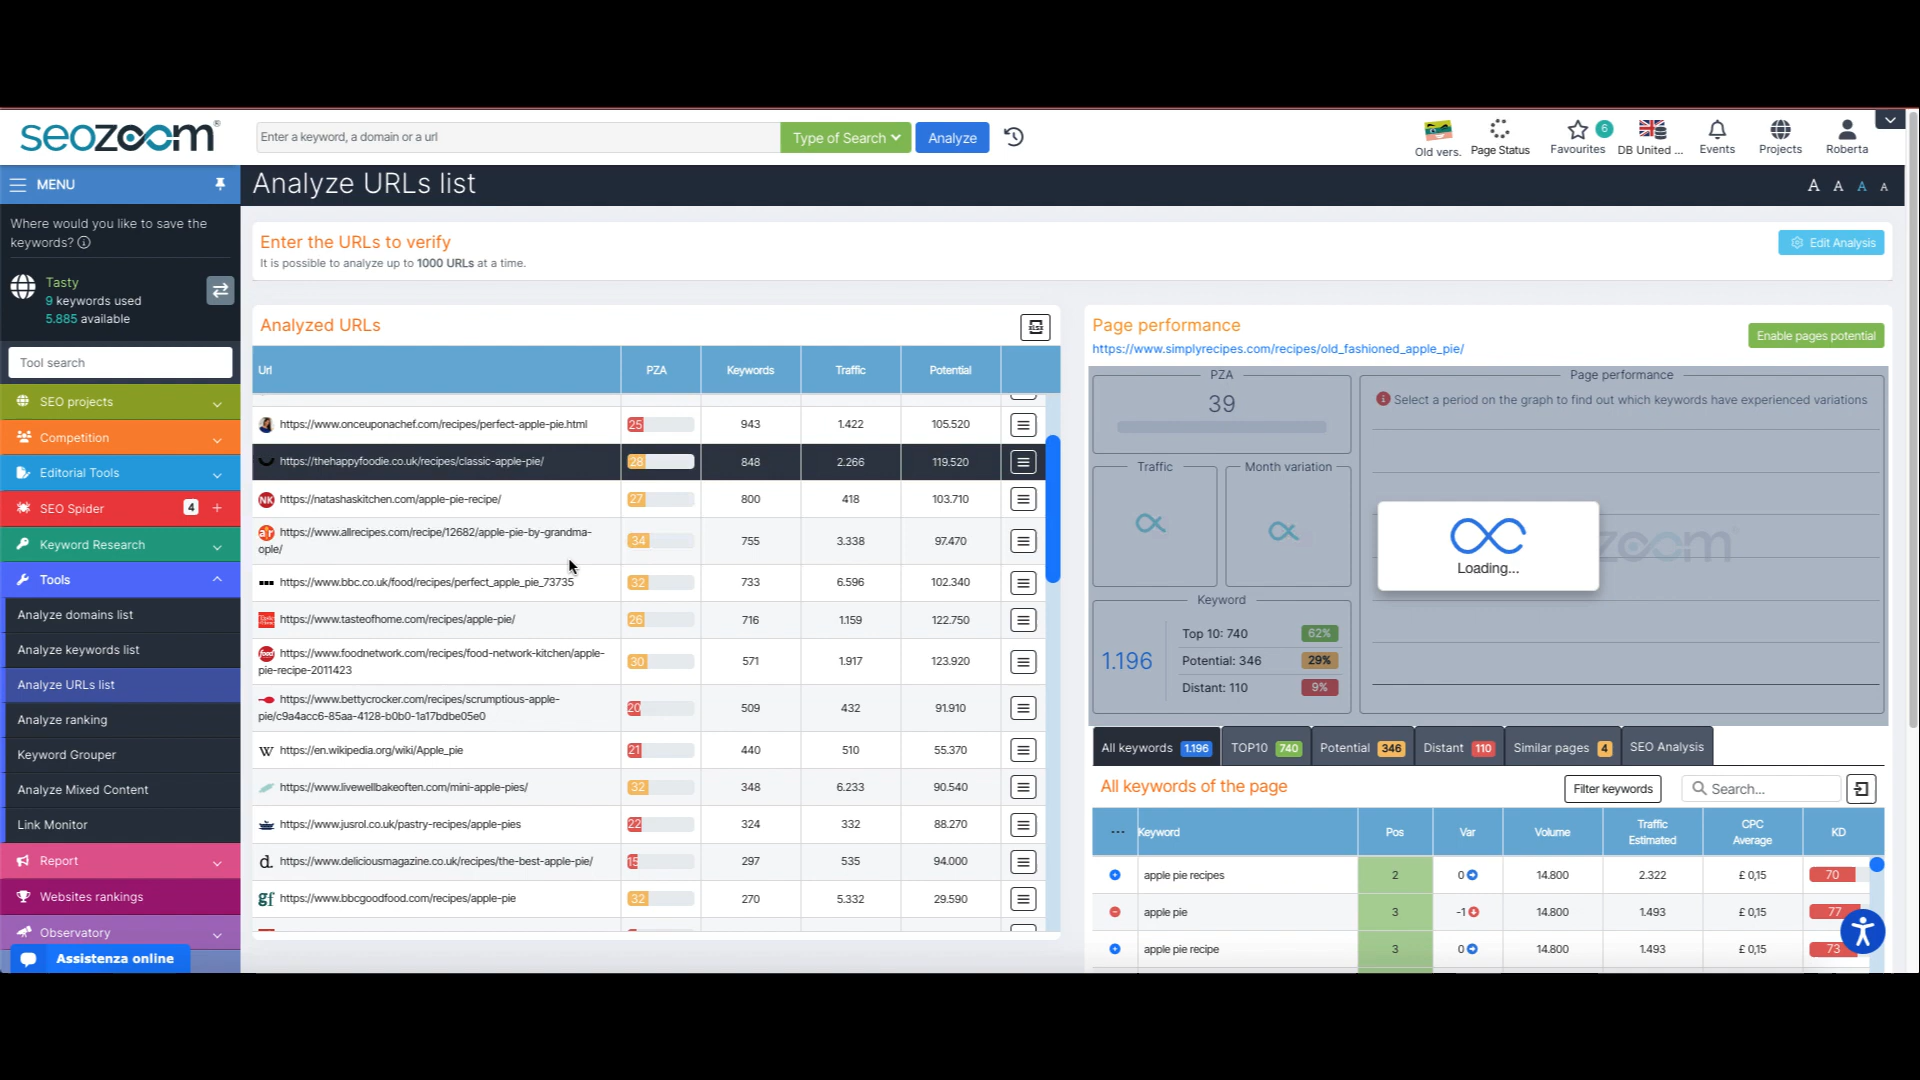 seozoom
Enter a keyword, a domain or a url
Type of Search
Analyze
Old vers.
Page Status
Favourites
6
DB United ...
Events
Projects
Roberta
MENU
Analyze URLs list
A A A A
Where would you like to save the
keywords?
Tasty
9 keywords used
5.885 available
Tool search
SEO projects
Competition
Editorial Tools
SEO Spider 4 +
Keyword Research
Tools
Analyze domains list
Analyze keywords list
Analyze URLs list
Analyze ranking
Keyword Grouper
Analyze Mixed Content
Link Monitor
Report
Websites rankings
Observatory
Assistenza online
Enter the URLs to verify
It is possible to analyze up to 1000 URLs at a time.
Edit Analysis
Analyzed URLs
Url PZA Keywords Traffic Potential
https://www.onceuponachef.com/recipes/perfect-apple-pie.html 25 943 1.422 105.520
https://thehappyfoodie.co.uk/recipes/classic-apple-pie/ 28 848 2.266 119.520
NK https://natashaskitchen.com/apple-pie-recipe/ 27 800 418 103.710
https://www.allrecipes.com/recipe/12682/apple-pie-by-grandma-
ople/ 34 755 3.338 97.470
https://www.bbc.co.uk/food/recipes/perfect_apple_pie_73735 32 733 6.596 102.340
https://www.tasteofhome.com/recipes/apple-pie/ 26 716 1.159 122.750
food https://www.foodnetwork.com/recipes/food-network-kitchen/apple-
pie-recipe-2011423 30 571 1.917 123.920
https://www.bettycrocker.com/recipes/scrumptious-apple-
pie/c9a4acc6-85aa-4128-b0b0-1a17bdbe05e0 20 509 432 91.910
W https://en.wikipedia.org/wiki/Apple_pie 21 440 510 55.370
https://www.livewellbakeoften.com/mini-apple-pies/ 32 348 6.233 90.540
https://www.jusrol.co.uk/pastry-recipes/apple-pies 22 324 332 88.270
d. https://www.deliciousmagazine.co.uk/recipes/the-best-apple-pie/ 15 297 535 94.000
gf https://www.bbcgoodfood.com/recipes/apple-pie 32 270 5.332 29.590
Page performance
https://www.simplyrecipes.com/recipes/old_fashioned_apple_pie/
Enable pages potential
PZA
39
Traffic
Month variation
Keyword
1.196
Top 10: 740 62%
Potential: 346 29%
Distant: 110 9%
Page performance
Select a period on the graph to find out which keywords have experienced variations
Loading...
All keywords 1.196
TOP10 740
Potential 346
Distant 110
Similar pages 4
SEO Analysis
All keywords of the page
Filter keywords
Search...
... Keyword Pos Var Volume Traffic
Estimated CPC
Average KD
apple pie recipes 2 0 14.800 2.322 £ 0,15 70
apple pie 3 -1 14.800 1.493 £ 0,15 77
apple pie recipe 3 0 14.800 1.493 £ 0,15 73